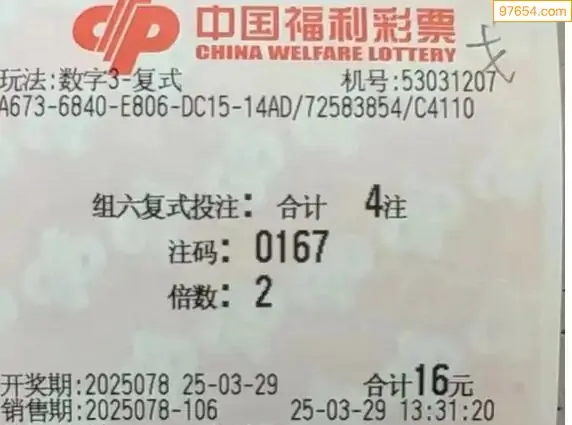 97654.com
中国福利彩票
CHINA WELFARE LOTTERY
玩法:数字3-复式 机号:53031207
A673-6840-E806-DC15-14AD/72583854/C4110
组六复式投注: 合计 4注
注码: 0167
倍数: 2
开奖期:2025078 25-03-29 合计16元
销售期:2025078-106 25-03-29 13:31:20